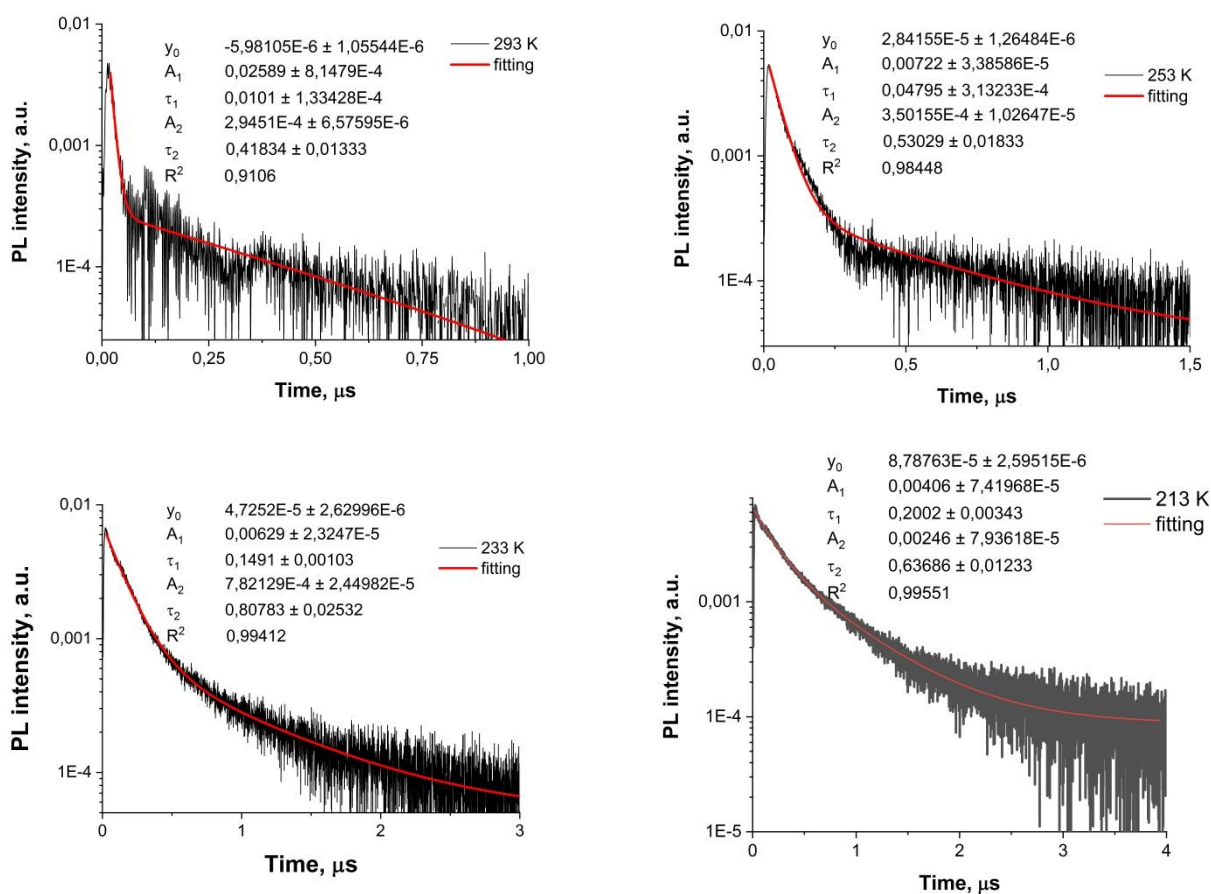 0,01
y0 -5,98105E-6 ± 1,05544E-6
A1 0,02589 ± 8,1479E-4
τ1 0,0101 ± 1,33428E-4
A2 2,9451E-4 ± 6,57595E-6
τ2 0,41834 ± 0,01333
R2 0,9106
293 K
fitting
0,001
1E-4
PL intensity, a.u.
0,00 0,25 0,50 0,75 1,00
Time, μs
y0 2,84155E-5 ± 1,26484E-6
A1 0,00722 ± 3,38586E-5
τ1 0,04795 ± 3,13233E-4
A2 3,50155E-4 ± 1,02647E-5
τ2 0,53029 ± 0,01833
R2 0,98448
0,01
253 K
fitting
0,001
1E-4
PL intensity, a.u.
0,0 0,5 1,0 1,5
Time, μs
0,01
y0 4,7252E-5 ± 2,62996E-6
A1 0,00629 ± 2,3247E-5
τ1 0,1491 ± 0,00103
A2 7,82129E-4 ± 2,44982E-5
τ2 0,80783 ± 0,02532
R2 0,99412
233 K
fitting
0,001
1E-4
PL intensity, a.u.
0 1 2 3
Time, μs
y0 8,78763E-5 ± 2,59515E-6
A1 0,00406 ± 7,41968E-5
τ1 0,2002 ± 0,00343
A2 0,00246 ± 7,93618E-5
τ2 0,63686 ± 0,01233
R2 0,99551
213 K
fitting
0,001
1E-4
1E-5
PL intensity, a.u.
0 1 2 3 4
Time, μs